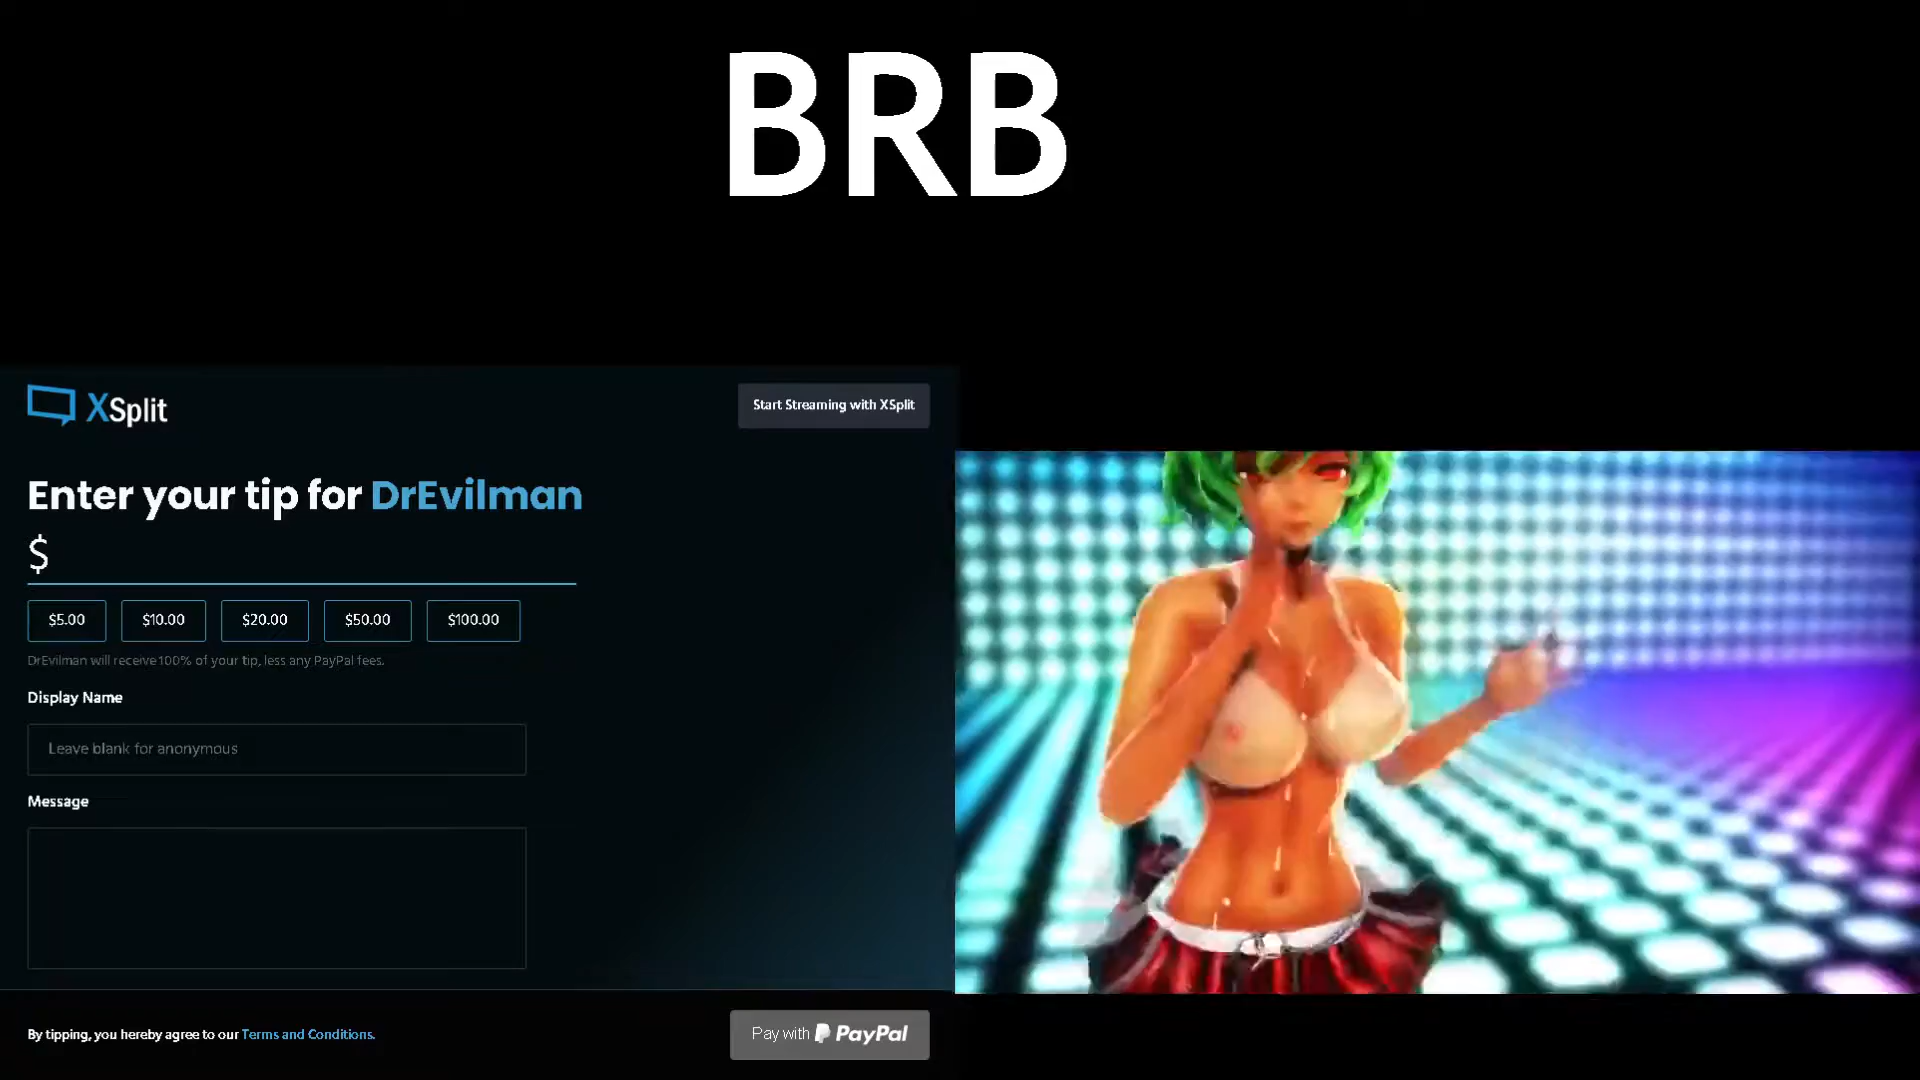 BRB
XSplit
Start Streaming with XSplit
Enter your tip for DrEvilman
$
$5.00
$10.00
$20.00
$50.00
$100.00
DrEvilman will receive 100% of your tip, less any PayPal fees.
Display Name
Leave blank for anonymous
Message
By tipping, you hereby agree to our Terms and Conditions.
Pay with PayPal